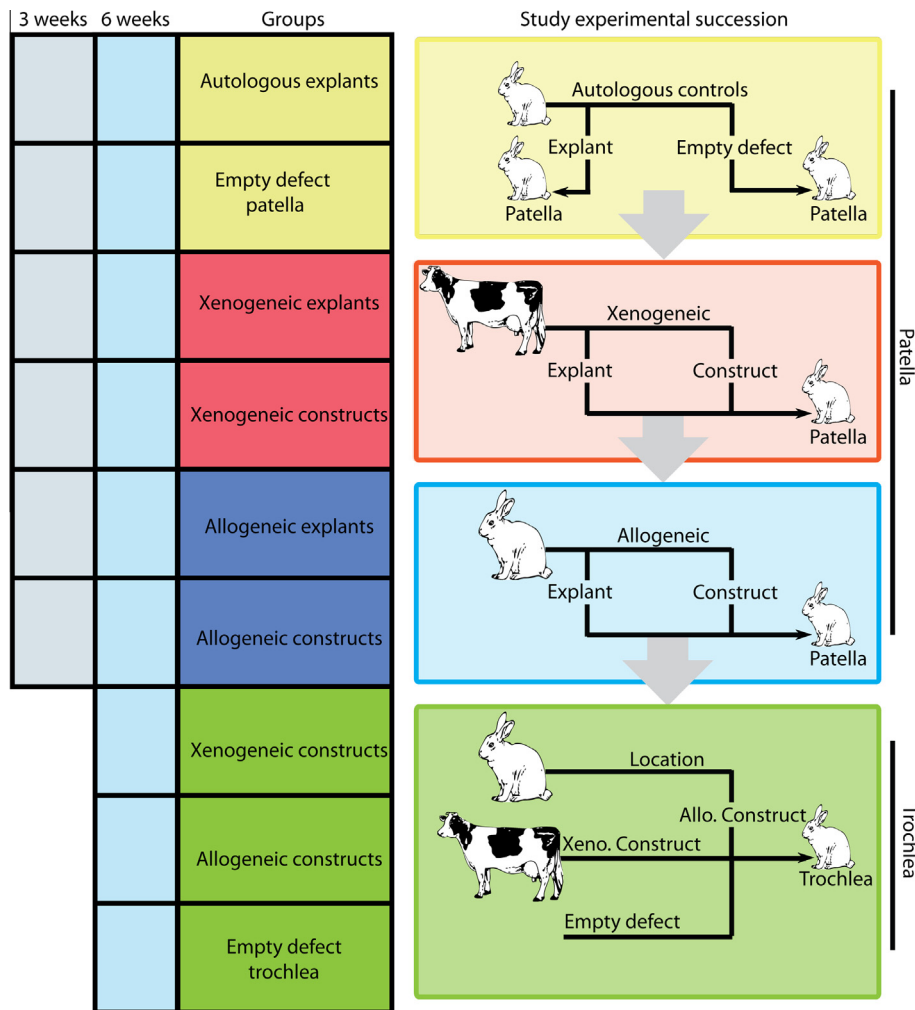 3 weeks
6 weeks
Groups
Autologous explants
Empty defect
patella
Xenogeneic explants
Xenogeneic constructs
Allogeneic explants
Allogeneic constructs
Xenogeneic constructs
Allogeneic constructs
Empty defect
trochlea
Study experimental succession
Autologous controls
Explant
Empty defect
Patella
Patella
Xenogeneic
Explant
Construct
Patella
Allogeneic
Explant
Construct
Patella
Patella
Location
Allo. Construct
Xeno. Construct
Trochlea
Empty defect
Trochlea